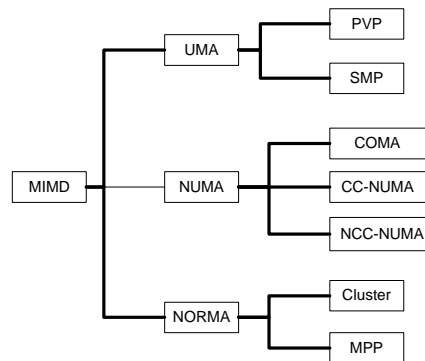 PVP
UMA
SMP
COMA
MIMD
NUMA
CC-NUMA
NCC-NUMA
Cluster
NORMA
MPP